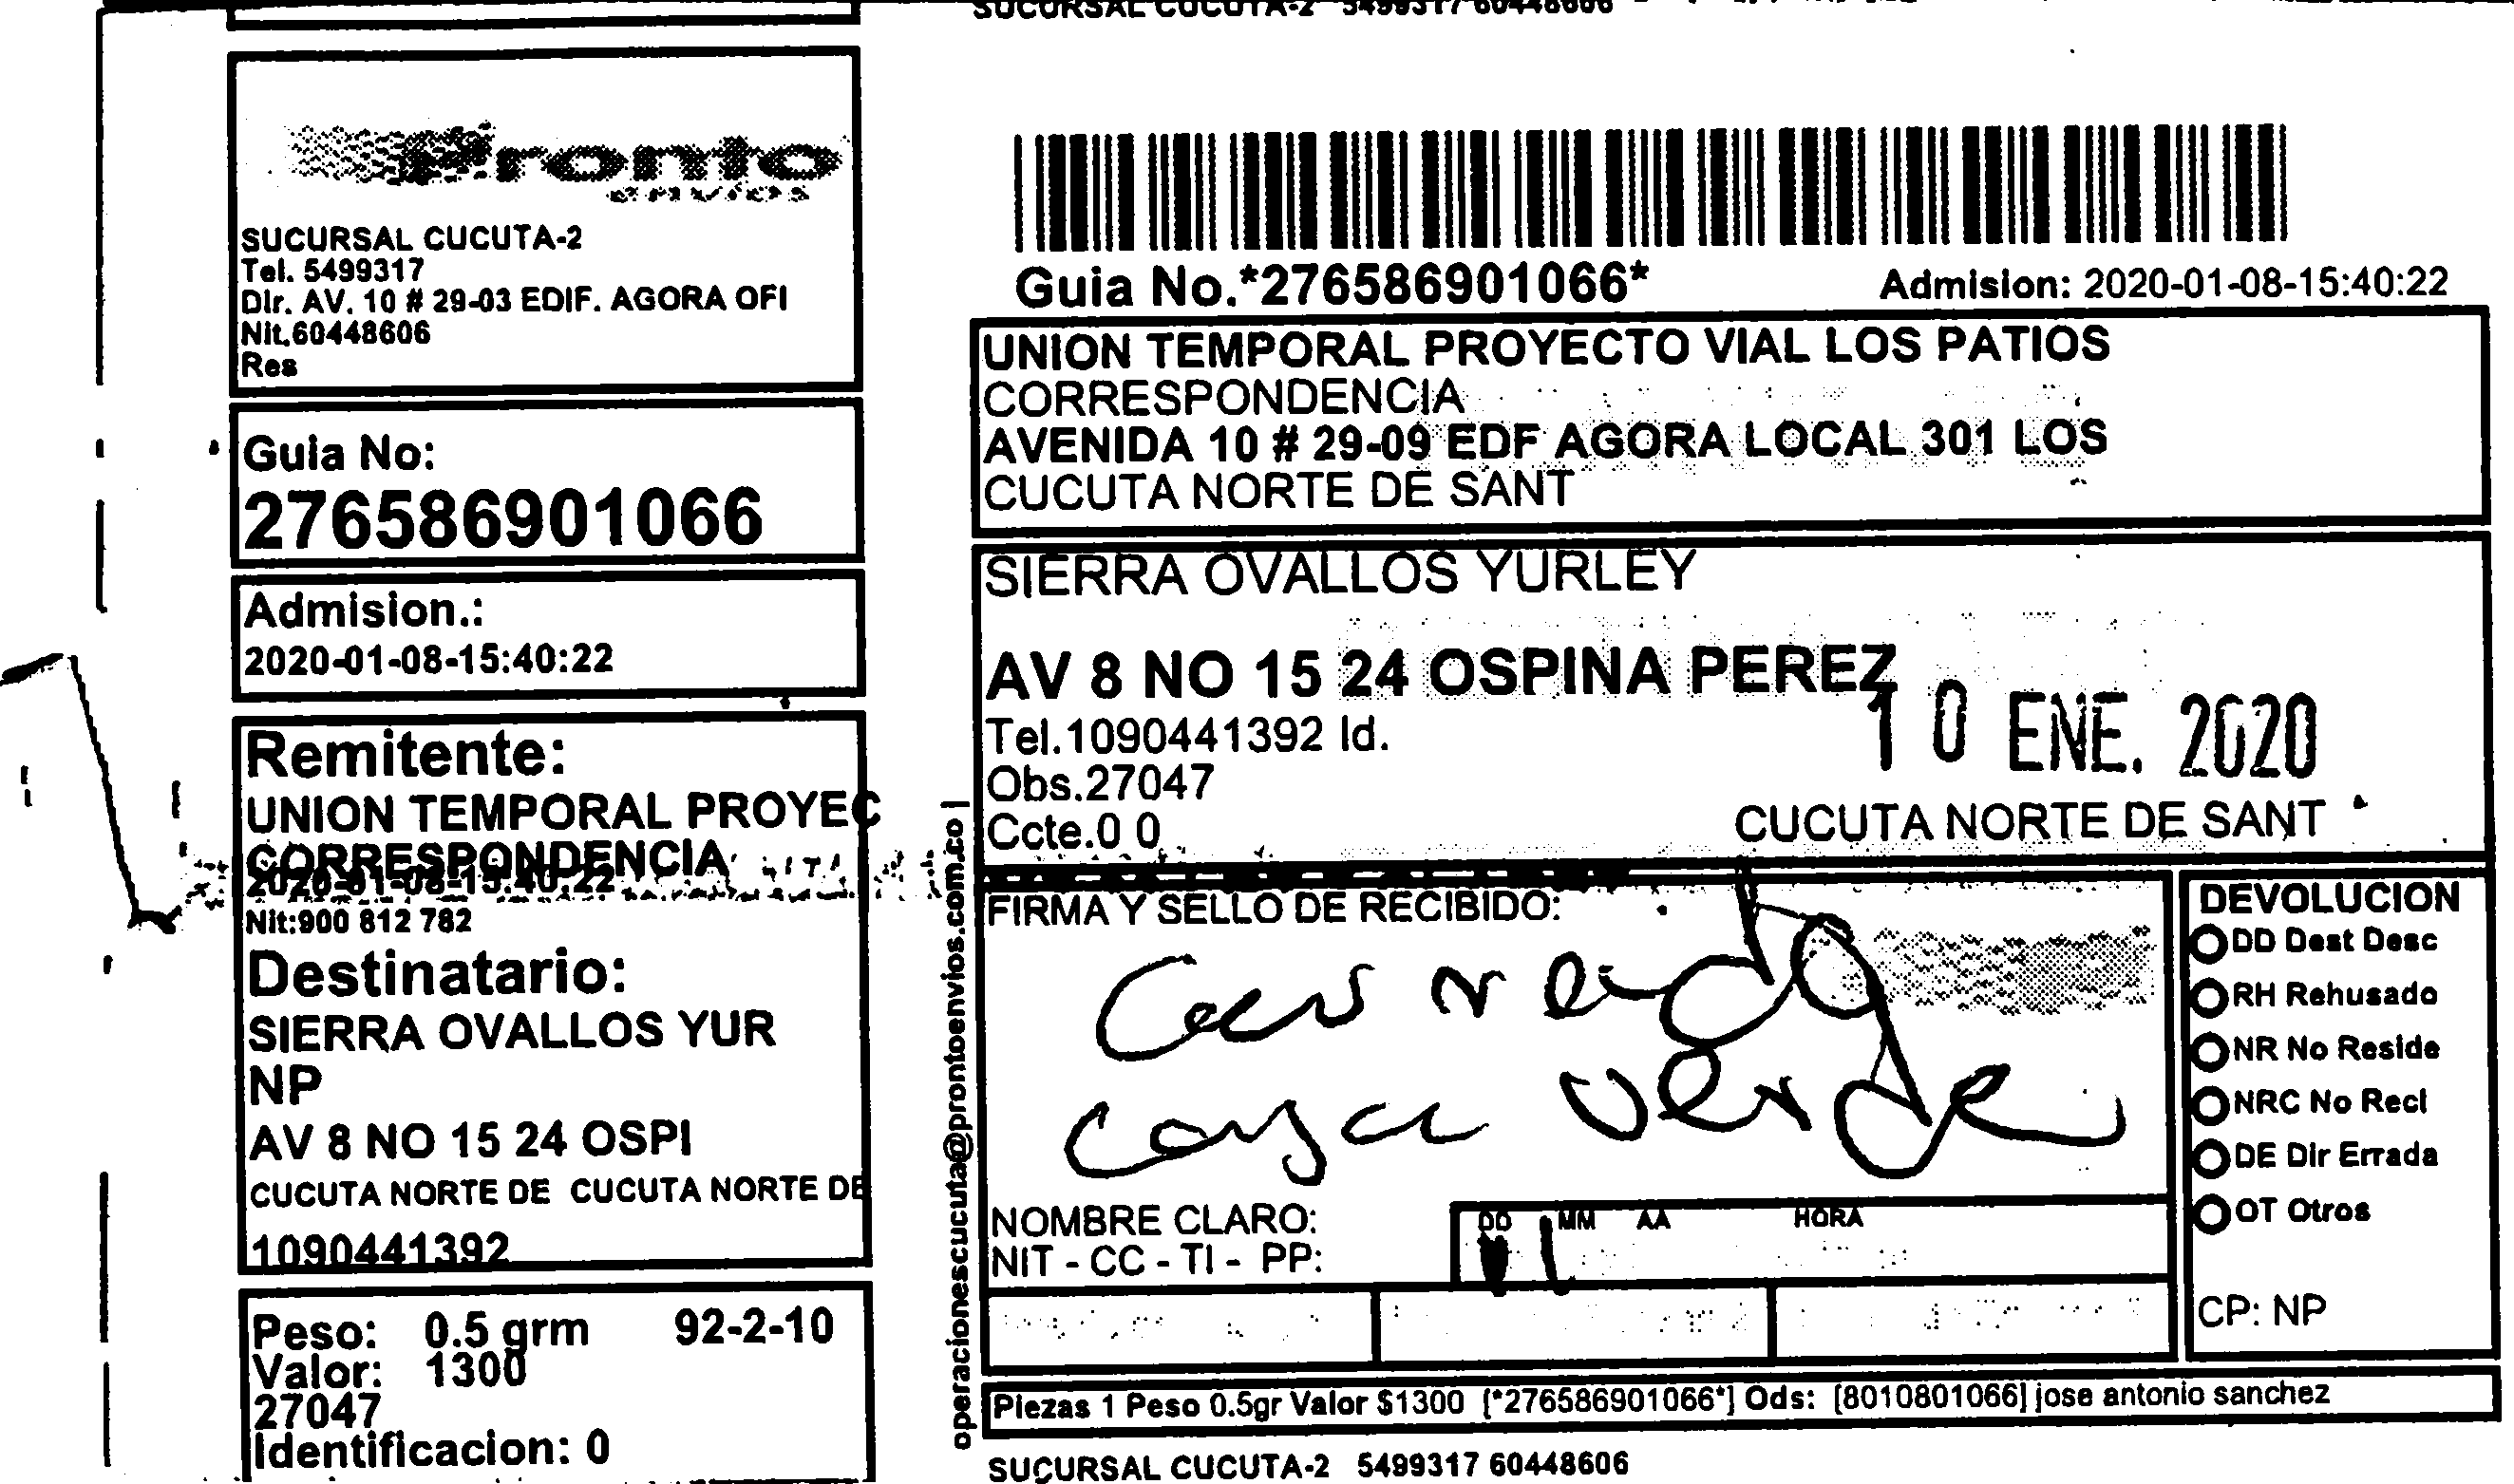 SUCURSAL CUCUTA-2 5499317 60448606
Pronto
envios
SUCURSAL CUCUTA-2
Tel. 5499317
Dir. AV. 10 # 29-03 EDIF. AGORA OFI
Nit.60448606
Res
Guia No:
276586901066
Admision.:
2020-01-08-15:40:22
Remitente:
UNION TEMPORAL PROYEC
CORRESPONDENCIA
2020-01-08-15:40:22
Nit:900 812 782
Destinatario:
SIERRA OVALLOS YUR
NP
AV 8 NO 15 24 OSPI
CUCUTA NORTE DE CUCUTA NORTE DE
1090441392
Peso: 0.5 grm 92-2-10
Valor: 1300
27047
Identificacion: 0
operacionescucuta@prontoenvios.com.co |
Guia No.*276586901066* Admision: 2020-01-08-15:40:22
UNION TEMPORAL PROYECTO VIAL LOS PATIOS
CORRESPONDENCIA
AVENIDA 10 # 29-09 EDF AGORA LOCAL 301 LOS
CUCUTA NORTE DE SANT
SIERRA OVALLOS YURLEY
AV 8 NO 15 24 OSPINA PEREZ
10 ENE. 2020
Tel.1090441392 Id.
Obs.27047
Ccte.0 0
CUCUTA NORTE DE SANT
FIRMA Y SELLO DE RECIBIDO:
verde
NOMBRE CLARO:
NIT - CC - TI - PP:
DD MM AA HORA
DEVOLUCION
DD Dest Desc
RH Rehusado
NR No Reside
NRC No Recl
DE Dir Errada
OT Otros
CP: NP
Piezas 1 Peso 0.5gr Valor $1300 [*276586901066*] Ods: [8010801066] jose antonio sanchez
SUCURSAL CUCUTA-2 5499317 60448606